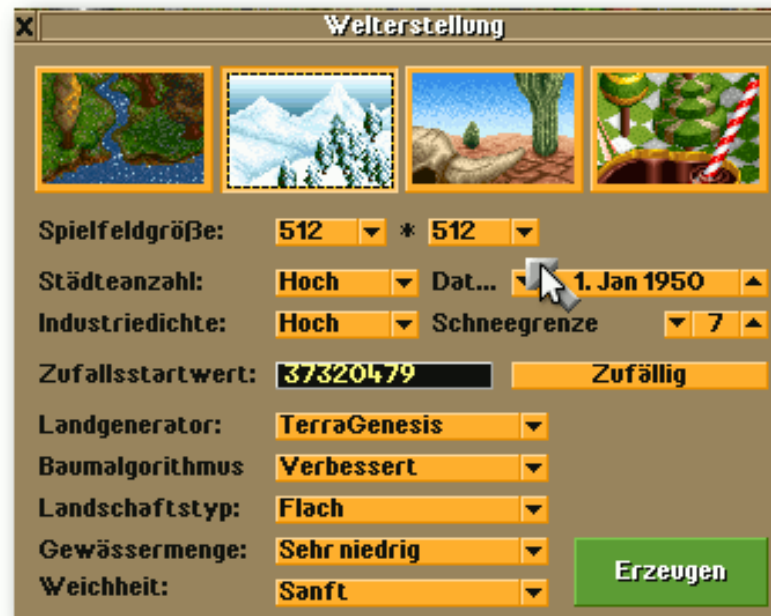 X Welterstellung
Spielfeldgröße: 512 * 512
Städteanzahl: Hoch Dat... 1. Jan 1950
Industriedichte: Hoch Schneegrenze 7
Zufallsstartwert: 37320479 Zufällig
Landgenerator: TerraGenesis
Baumalgorithmus Verbessert
Landschaftstyp: Flach
Gewässermenge: Sehr niedrig
Erzeugen
Weichheit: Sanft